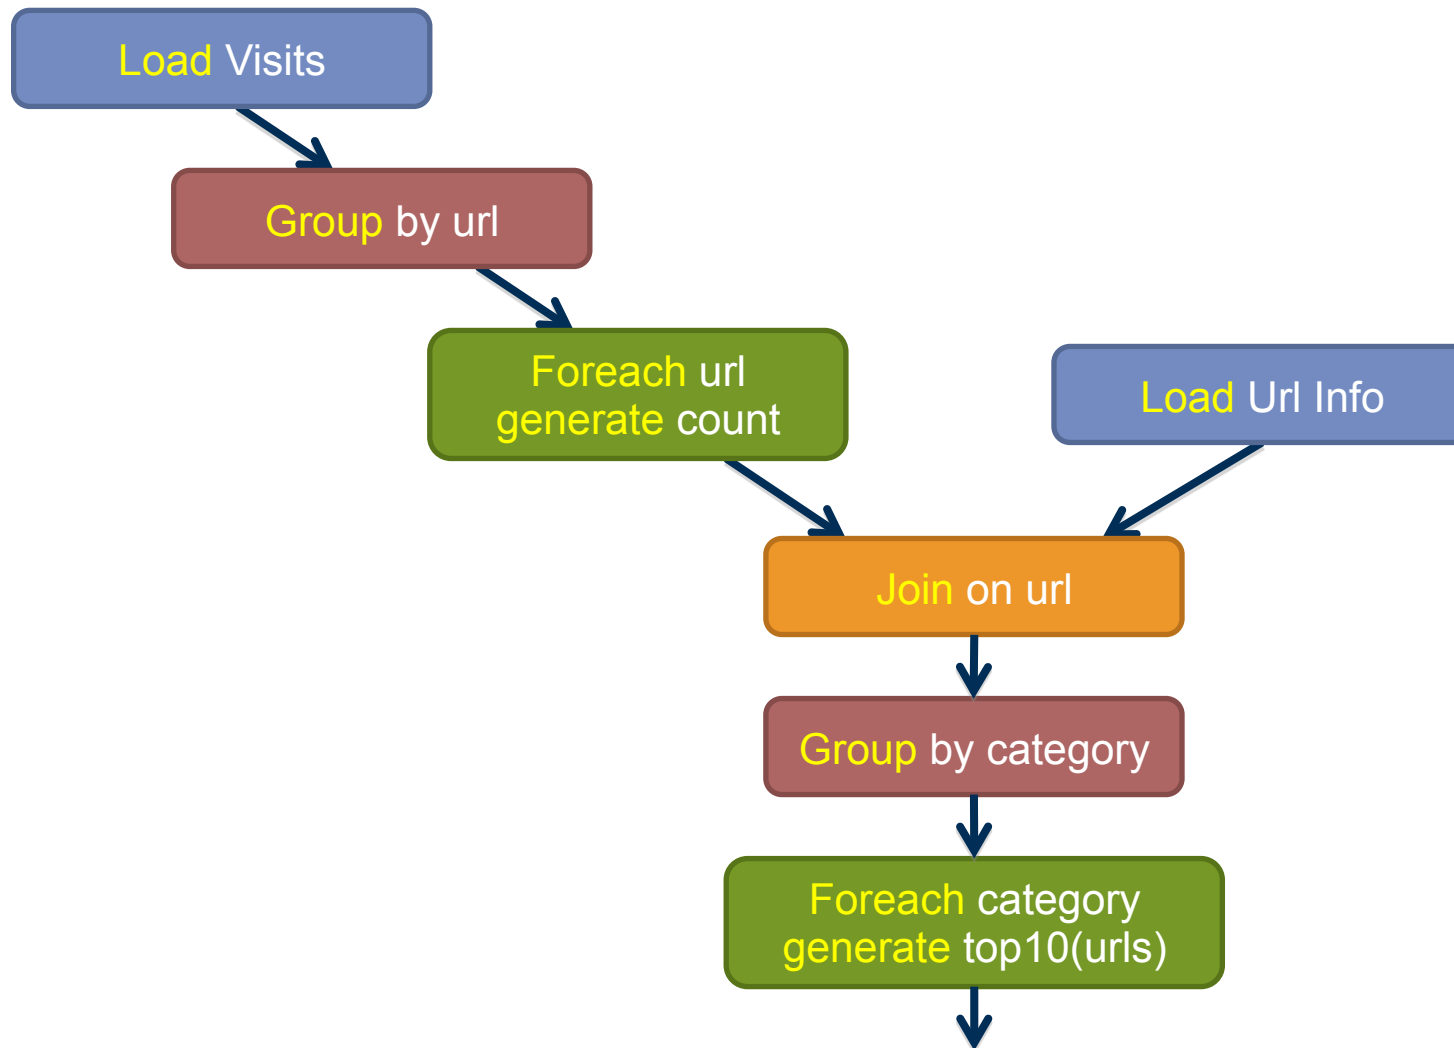 Load Visits
Group by url
Foreach url
generate count
Load Url Info
Join on url
Group by category
Foreach category
generate top10(urls)